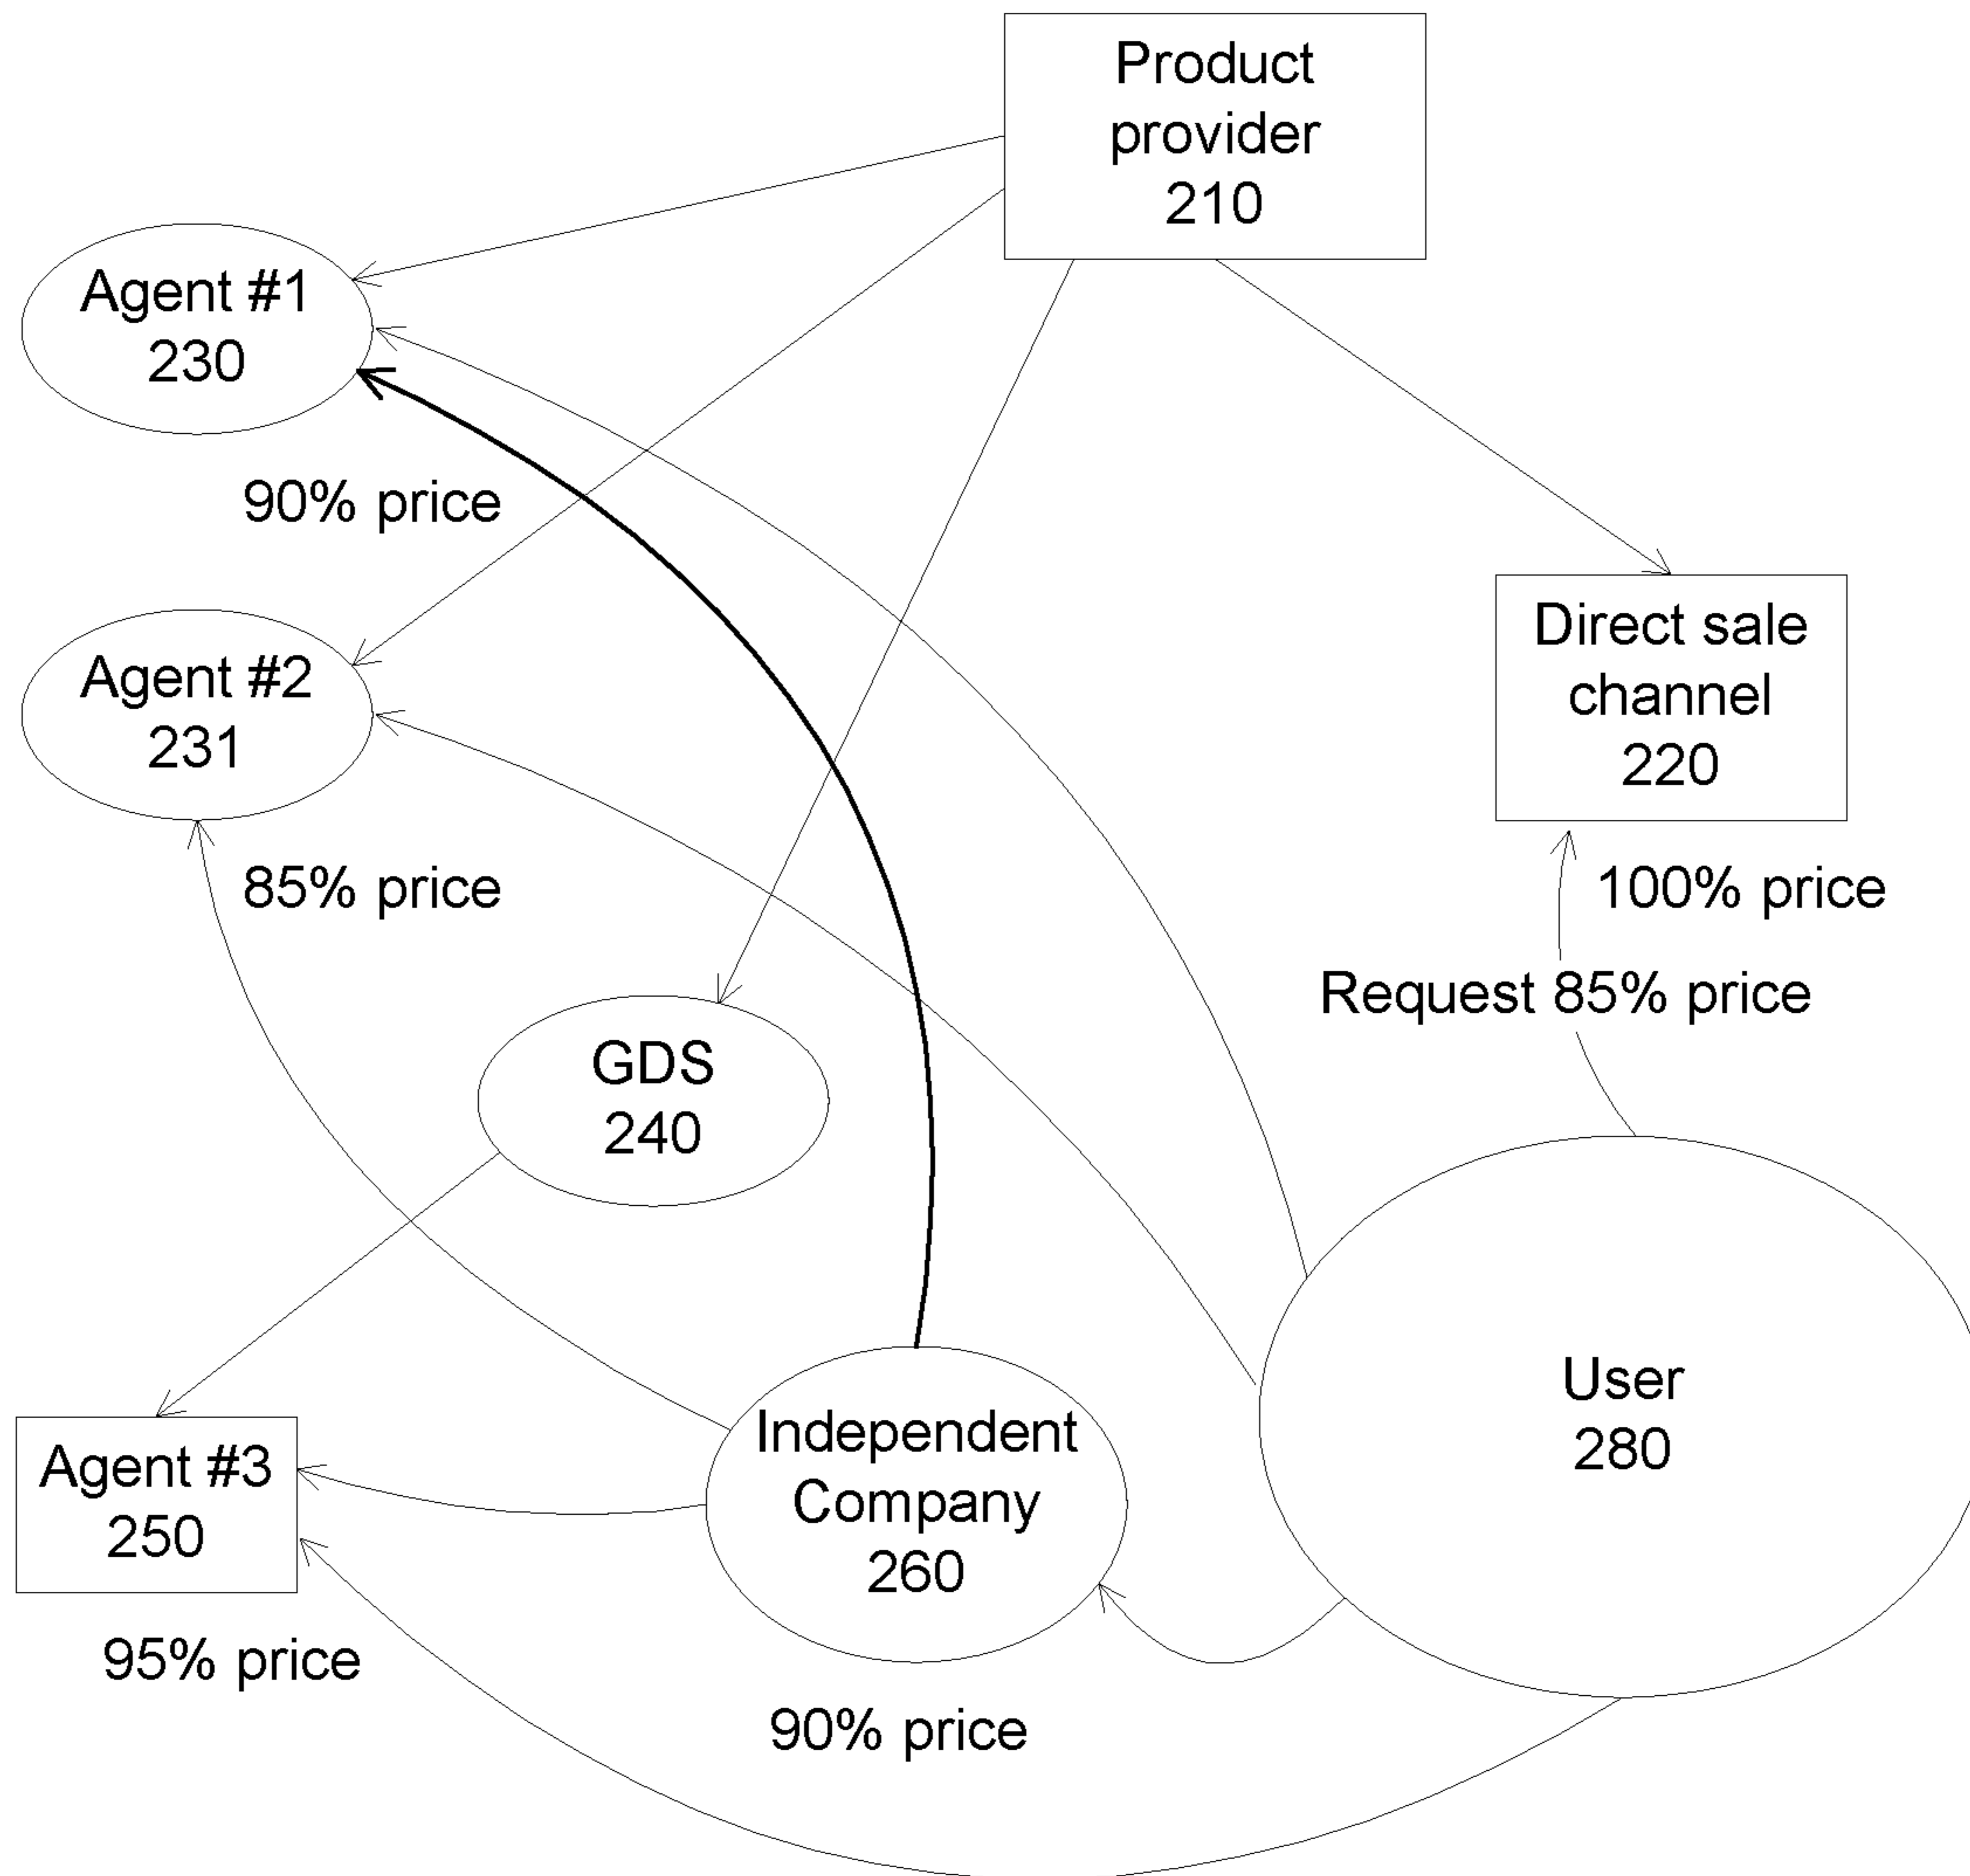 Product
provider
210
Agent #1
230
90% price
Agent #2
231
85% price
Direct sale
channel
220
100% price
Request 85% price
GDS
240
User
280
Independent
Company
260
Agent #3
250
95% price
90% price